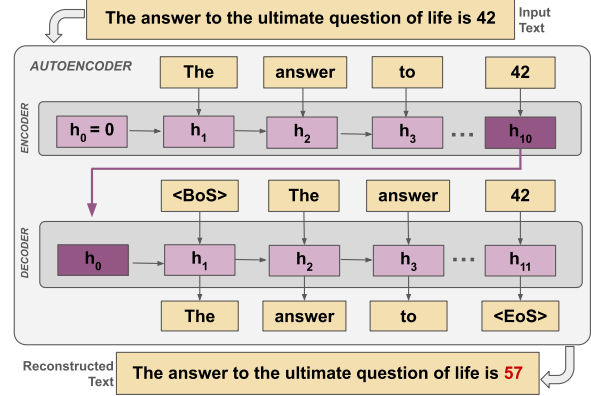 The answer to the ultimate question of life is 42
Input
Text
AUTOENCODER
The answer to 42
ENCODER
h0 = 0 h1 h2 h3 ... h10
<BoS> The answer 42
DECODER
h0 h1 h2 h3 ... h11
The answer to <EoS>
Reconstructed
Text
The answer to the ultimate question of life is 57